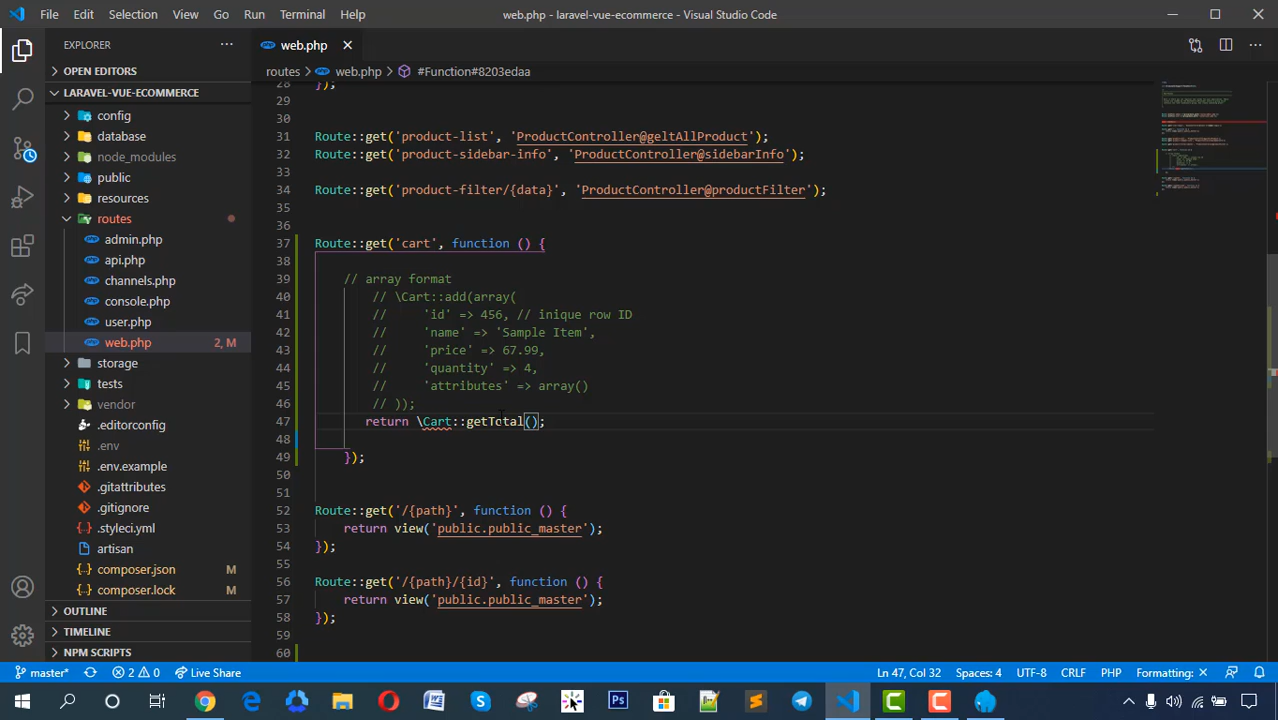 File Edit Selection View Go Run Terminal Help web.php - laravel-vue-ecommerce - Visual Studio Code
EXPLORER
web.php
OPEN EDITORS
routes web.php #Function#8203edaa
LARAVEL-VUE-ECOMMERCE
config
database
node_modules
public
resources
routes
admin.php
api.php
channels.php
console.php
user.php
web.php 2, M
storage
tests
vendor
.editorconfig
.env
.env.example
.gitattributes
.gitignore
.styleci.yml
artisan
composer.json M
composer.lock M
OUTLINE
TIMELINE
NPM SCRIPTS
28 });
29
30
31 Route::get('product-list', 'ProductController@geltAllProduct');
32 Route::get('product-sidebar-info', 'ProductController@sidebarInfo');
33
34 Route::get('product-filter/{data}', 'ProductController@productFilter');
35
36
37 Route::get('cart', function () {
38
39 // array format
40 // \Cart::add(array(
41 // 'id' => 456, // inique row ID
42 // 'name' => 'Sample Item',
43 // 'price' => 67.99,
44 // 'quantity' => 4,
45 // 'attributes' => array()
46 // ));
47 return \Cart::getTotal();
48
49 });
50
51
52 Route::get('/{path}', function () {
53 return view('public.public_master');
54 });
55
56 Route::get('/{path}/{id}', function () {
57 return view('public.public_master');
58 });
59
60
master* 2 0 Live Share Ln 47, Col 32 Spaces: 4 UTF-8 CRLF PHP Formatting: